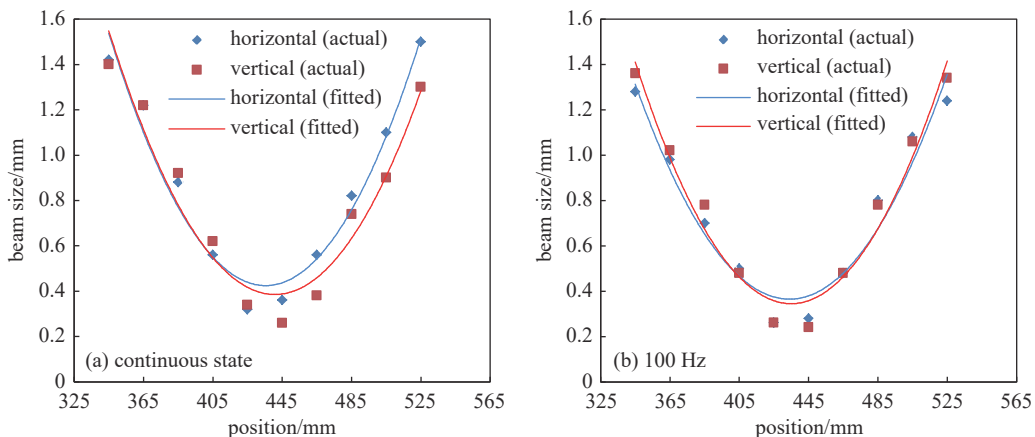 1.6
1.4
1.2
1.0
0.8
0.6
0.4
0.2
0
beam size/mm
horizontal (actual)
vertical (actual)
horizontal (fitted)
vertical (fitted)
(a) continuous state
325 365 405 445 485 525 565
position/mm
1.6
1.4
1.2
1.0
0.8
0.6
0.4
0.2
0
beam size/mm
horizontal (actual)
vertical (actual)
horizontal (fitted)
vertical (fitted)
(b) 100 Hz
325 365 405 445 485 525 565
position/mm